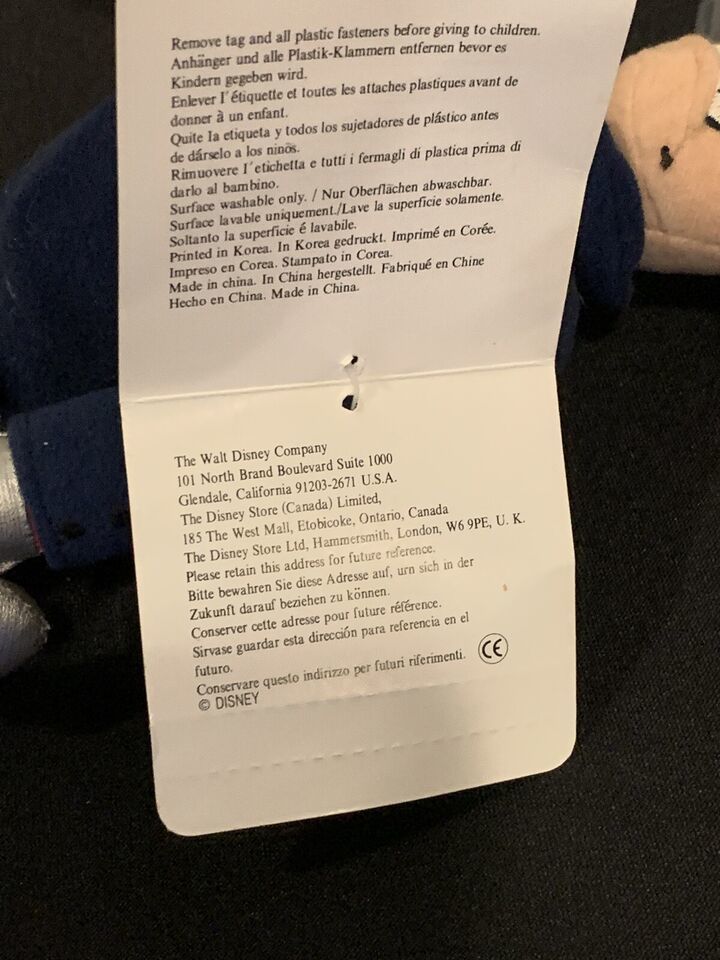 Remove tag and all plastic fasteners before giving to children.
Anhänger und alle Plastik-Klammern entfernen bevor es
Kindern gegeben wird.
Enlever l'étiquette et toutes les attaches plastiques avant de
donner à un enfant.
Quite la etiqueta y todos los sujetadores de plástico antes
de dárselo a los ninõs.
Rimuovere l'etichetta e tutti i fermagli di plastica prima di
darlo al bambino.
Surface washable only. / Nur Oberflächen abwaschbar.
Surface lavable uniquement./Lave la superficie solamente.
Soltanto la superficie é lavabile.
Printed in Korea. In Korea gedruckt. Imprimé en Corée.
Impreso en Corea. Stampato in Corea.
Made in china. In China hergestellt. Fabriqué en Chine
Hecho en China. Made in China.
The Walt Disney Company
101 North Brand Boulevard Suite 1000
Glendale, California 91203-2671 U.S.A.
The Disney Store (Canada) Limited,
185 The West Mall, Etobicoke, Ontario, Canada
The Disney Store Ltd, Hammersmith, London, W6 9PE, U. K.
Please retain this address for future reference.
Bitte bewahren Sie diese Adresse auf, urn sich in der
Zukunft darauf beziehen zu können.
Conserver cette adresse pour future référence.
Sirvase guardar esta dirección para referencia en el
futuro.
Conservare questo indirizzo per futuri riferimenti. CE
© DISNEY